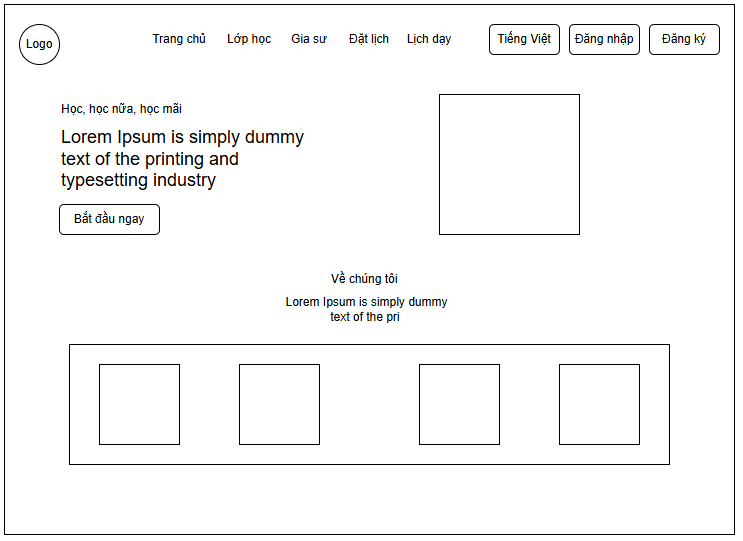 Logo
Trang chủ
Lớp học
Gia sư
Đặt lịch
Lịch dạy
Tiếng Việt
Đăng nhập
Đăng ký
Học, học nữa, học mãi
Lorem Ipsum is simply dummy
text of the printing and
typesetting industry
Bắt đầu ngay
Về chúng tôi
Lorem Ipsum is simply dummy
text of the pri